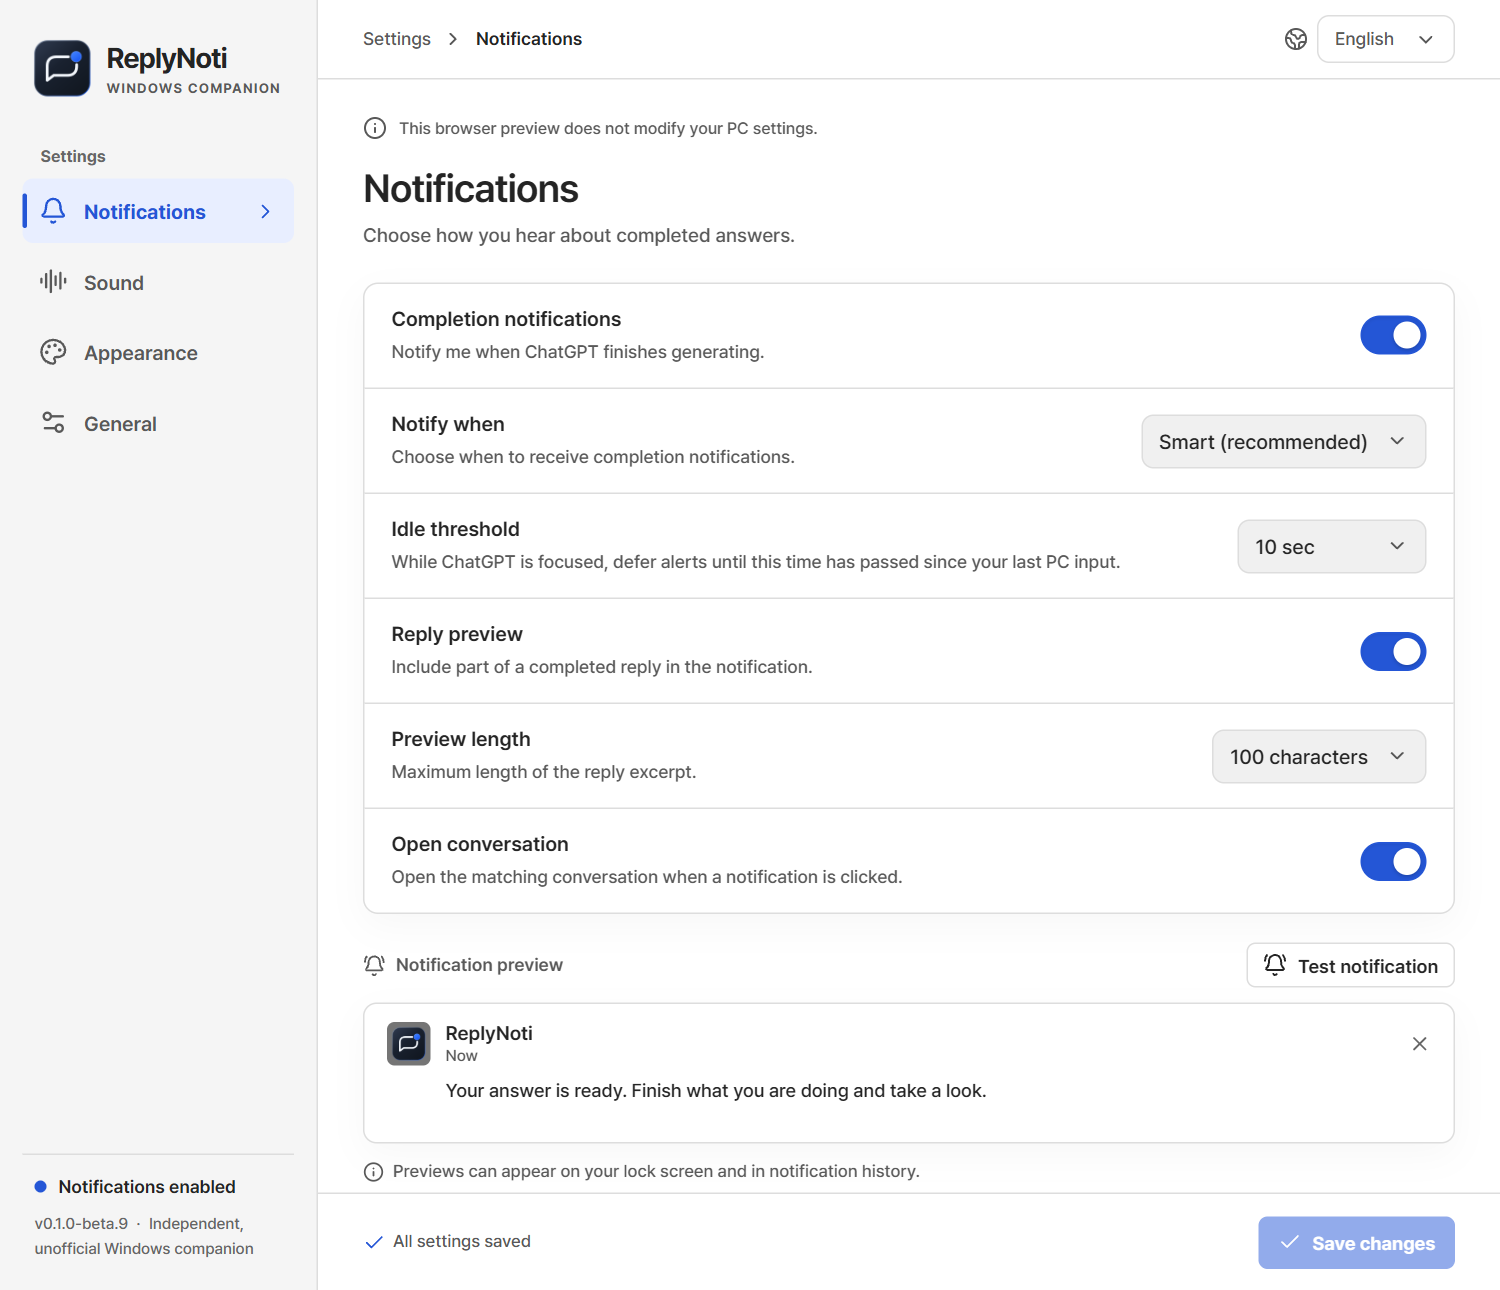 ReplyNoti
WINDOWS COMPANION
Settings
Notifications
Sound
Appearance
General
Notifications enabled
v0.1.0-beta.9 · Independent,
unofficial Windows companion
Settings > Notifications
English
This browser preview does not modify your PC settings.
Notifications
Choose how you hear about completed answers.
Completion notifications
Notify me when ChatGPT finishes generating.
Notify when
Choose when to receive completion notifications.
Smart (recommended)
Idle threshold
While ChatGPT is focused, defer alerts until this time has passed since your last PC input.
10 sec
Reply preview
Include part of a completed reply in the notification.
Preview length
Maximum length of the reply excerpt.
100 characters
Open conversation
Open the matching conversation when a notification is clicked.
Notification preview
Test notification
ReplyNoti
Now
Your answer is ready. Finish what you are doing and take a look.
Previews can appear on your lock screen and in notification history.
All settings saved
Save changes